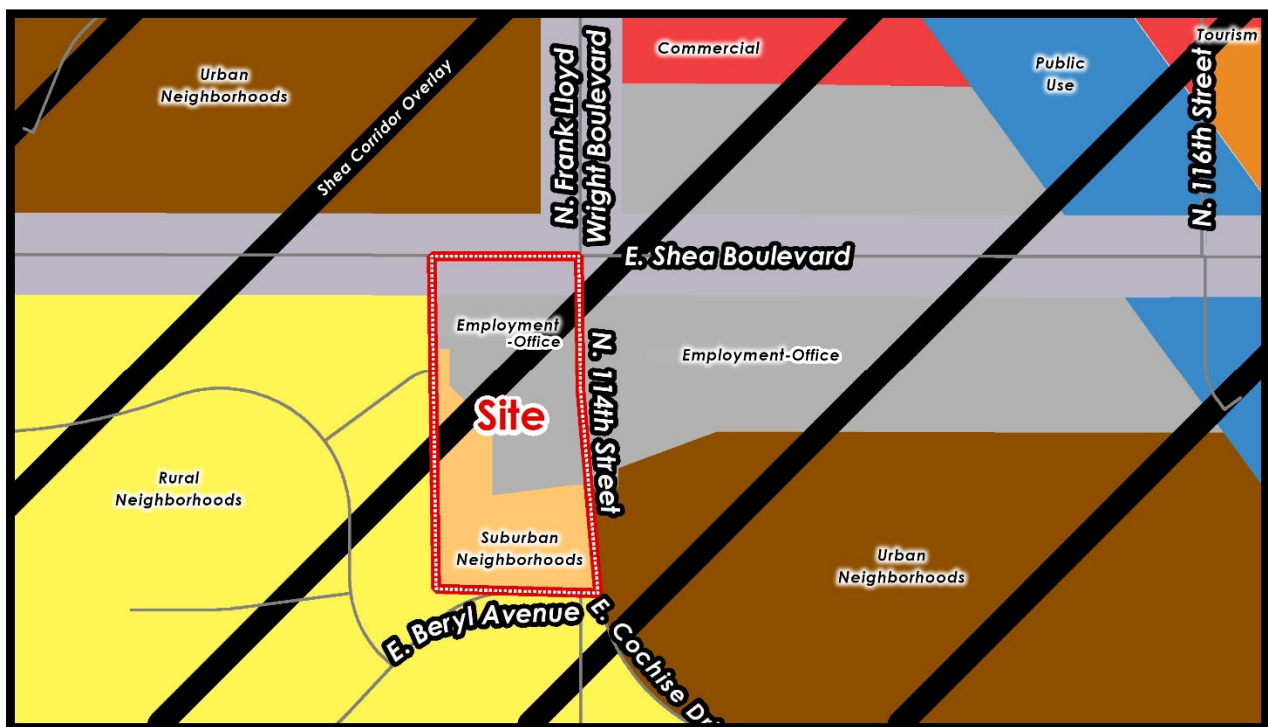 Commercial
Tourism
Urban
Neighborhoods
Public
Use
Shea Corridor Overlay
N. Frank Lloyd
Wright Boulevard
N. 116th Street
E. Shea Boulevard
Employment
-Office
N. 114th Street
Employment-Office
Site
Rural
Neighborhoods
Suburban
Neighborhoods
Urban
Neighborhoods
E. Beryl Avenue
E. Cochise Dr